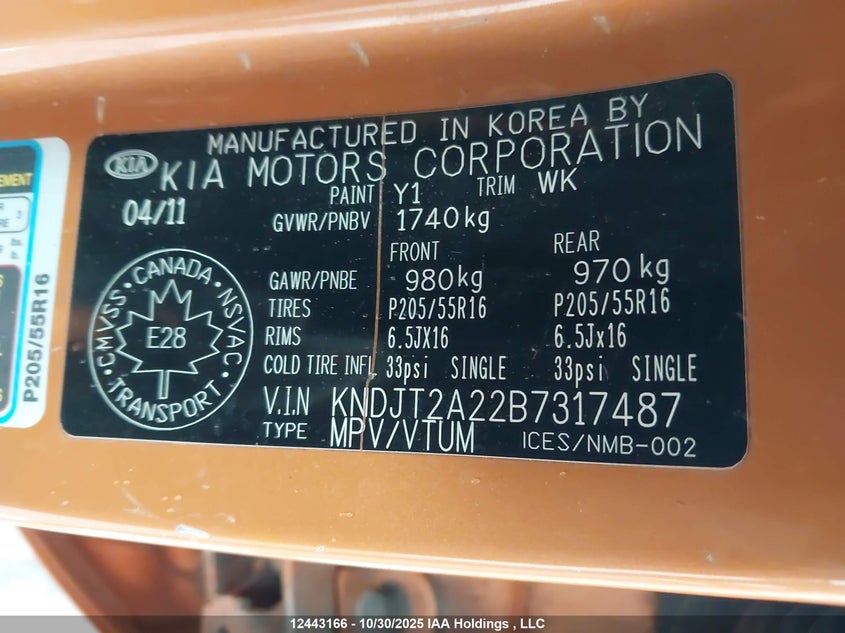 MANUFACTURED IN KOREA BY
KIA KIA MOTORS CORPORATION
PAINT Y1 TRIM WK
04/11
GVWR/PNBV 1740kg
FRONT REAR
GAWR/PNBE 980kg 970kg
TIRES P205/55R16 P205/55R16
RIMS 6.5JX16 6.5Jx16
COLD TIRE INFL 33psi SINGLE 33psi SINGLE
V.I.N KNDJT2A22B7317487
TYPE MPV/VTUM ICES/NMB-002
CANADA
CMVSS NSVAC
E28
TRANSPORT
P205/55R16
12443166 - 10/30/2025 IAA Holdings , LLC